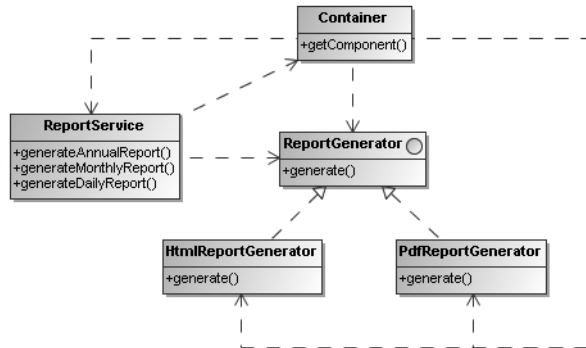 Container
+getComponent()
ReportService
+generateAnnualReport()
+generateMonthlyReport()
+generateDailyReport()
ReportGenerator
+generate()
HtmlReportGenerator
+generate()
PdfReportGenerator
+generate()